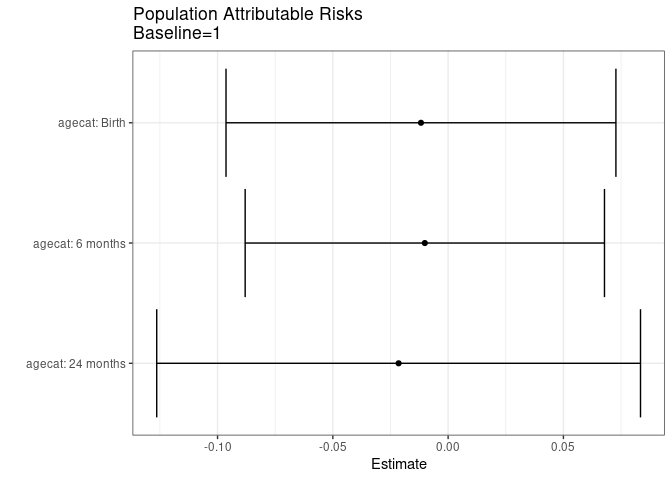 Population Attributable Risks
Baseline=1
agecat: Birth
agecat: 6 months
agecat: 24 months
-0.10 -0.05 0.00 0.05
Estimate